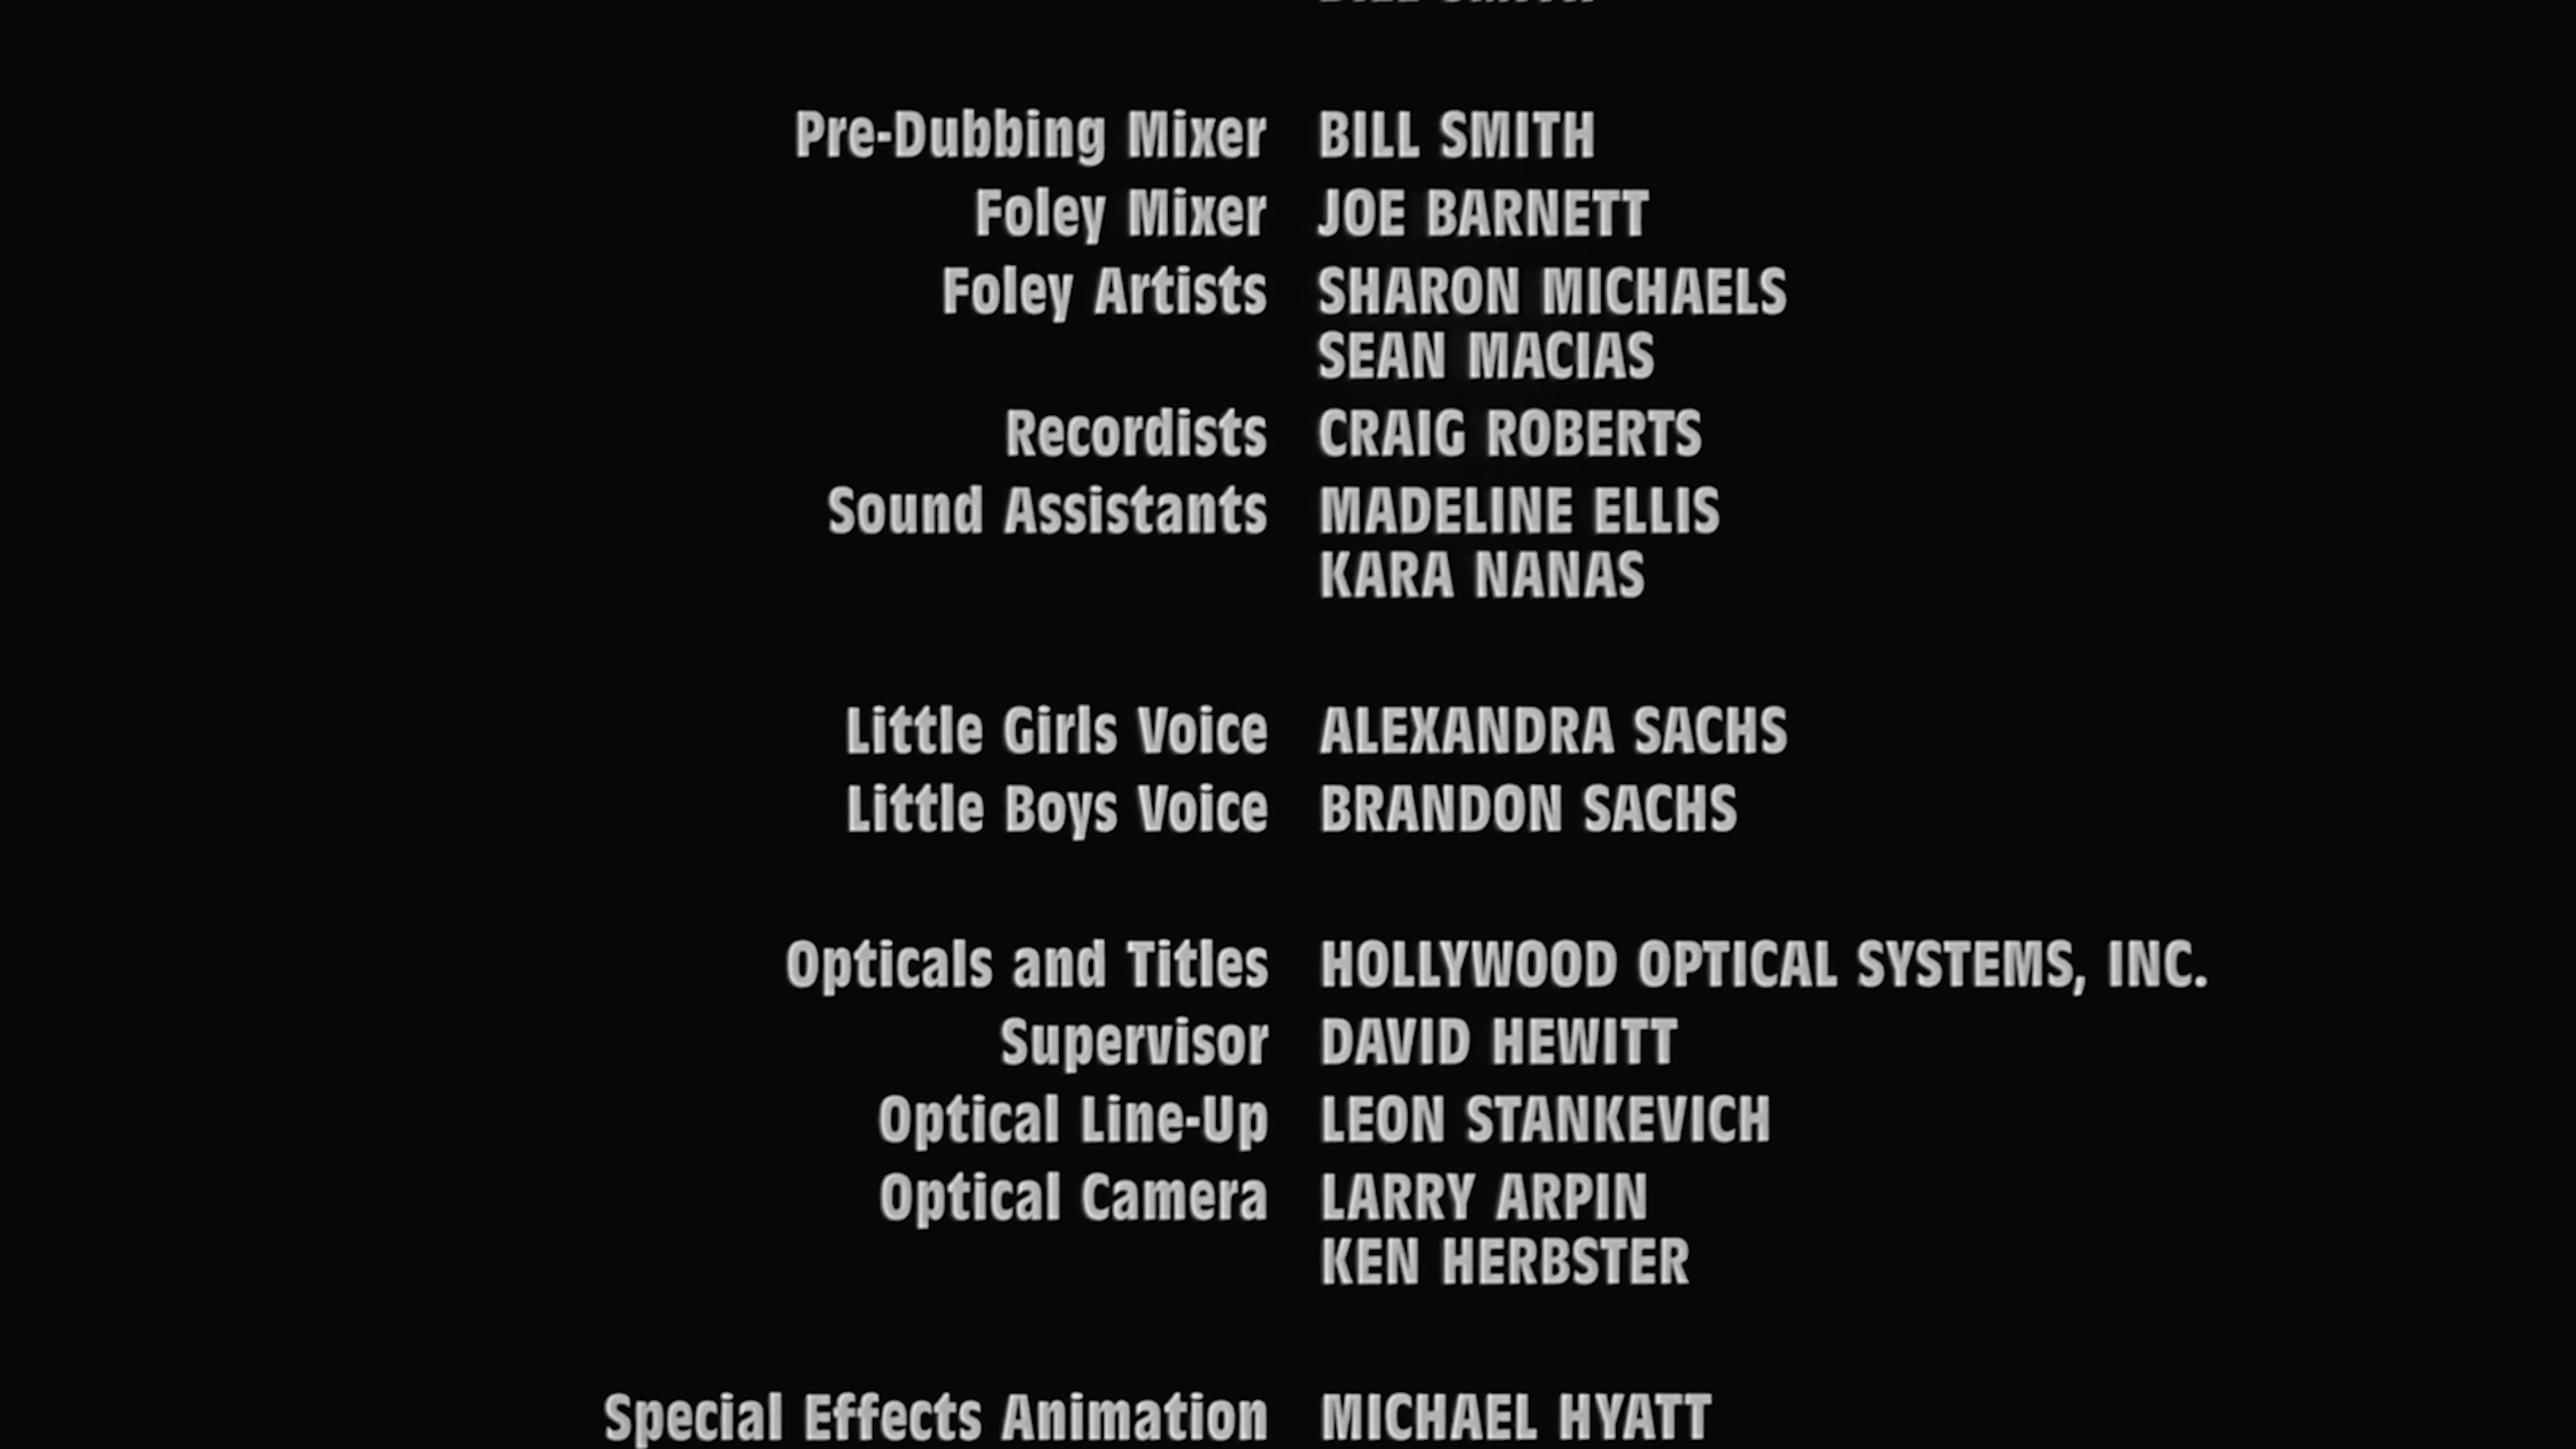 Pre-Dubbing Mixer BILL SMITH
Foley Mixer JOE BARNETT
Foley Artists SHARON MICHAELS
SEAN MACIAS
Recordists CRAIG ROBERTS
Sound Assistants MADELINE ELLIS
KARA NANAS
Little Girls Voice ALEXANDRA SACHS
Little Boys Voice BRANDON SACHS
Opticals and Titles HOLLYWOOD OPTICAL SYSTEMS, INC.
Supervisor DAVID HEWITT
Optical Line-Up LEON STANKEVICH
Optical Camera LARRY ARPIN
KEN HERBSTER
Special Effects Animation MICHAEL HYATT